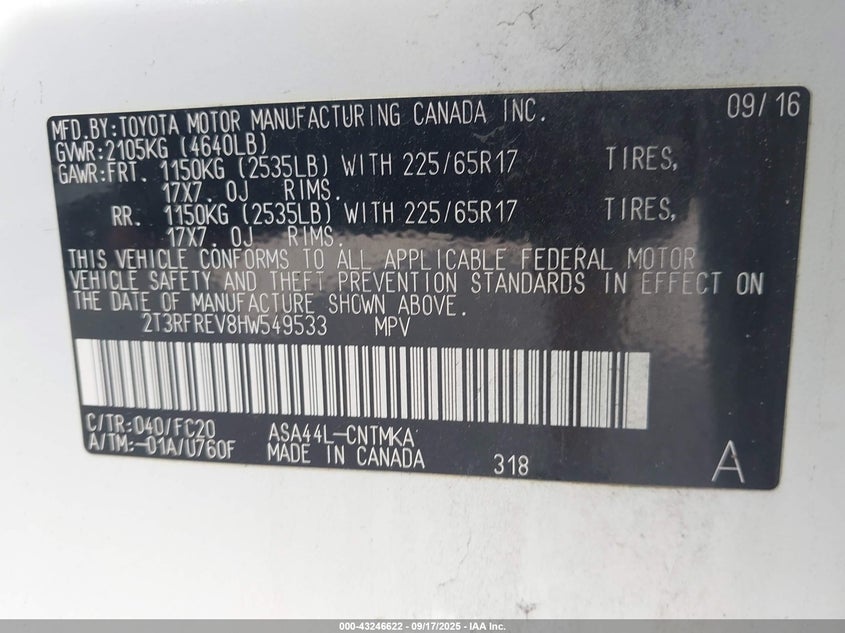 MFD.BY:TOYOTA MOTOR MANUFACTURING CANADA INC. 09/16
GVWR:2105KG (4640LB)
GAWR:FRT. 1150KG (2535LB) WITH 225/65R17 TIRES,
17X7.0J RIMS.
RR. 1150KG (2535LB) WITH 225/65R17 TIRES,
17X7.0J RIMS.
THIS VEHICLE CONFORMS TO ALL APPLICABLE FEDERAL MOTOR
VEHICLE SAFETY AND THEFT PREVENTION STANDARDS IN EFFECT ON
THE DATE OF MANUFACTURE SHOWN ABOVE.
2T3RFREV8HW549533 MPV
C/TR:040/FC20 ASA44L-CNTMKA
A/TM:-01A/U760F MADE IN CANADA 318 A
000-43246622 - 09/17/2025 - IAA Inc.